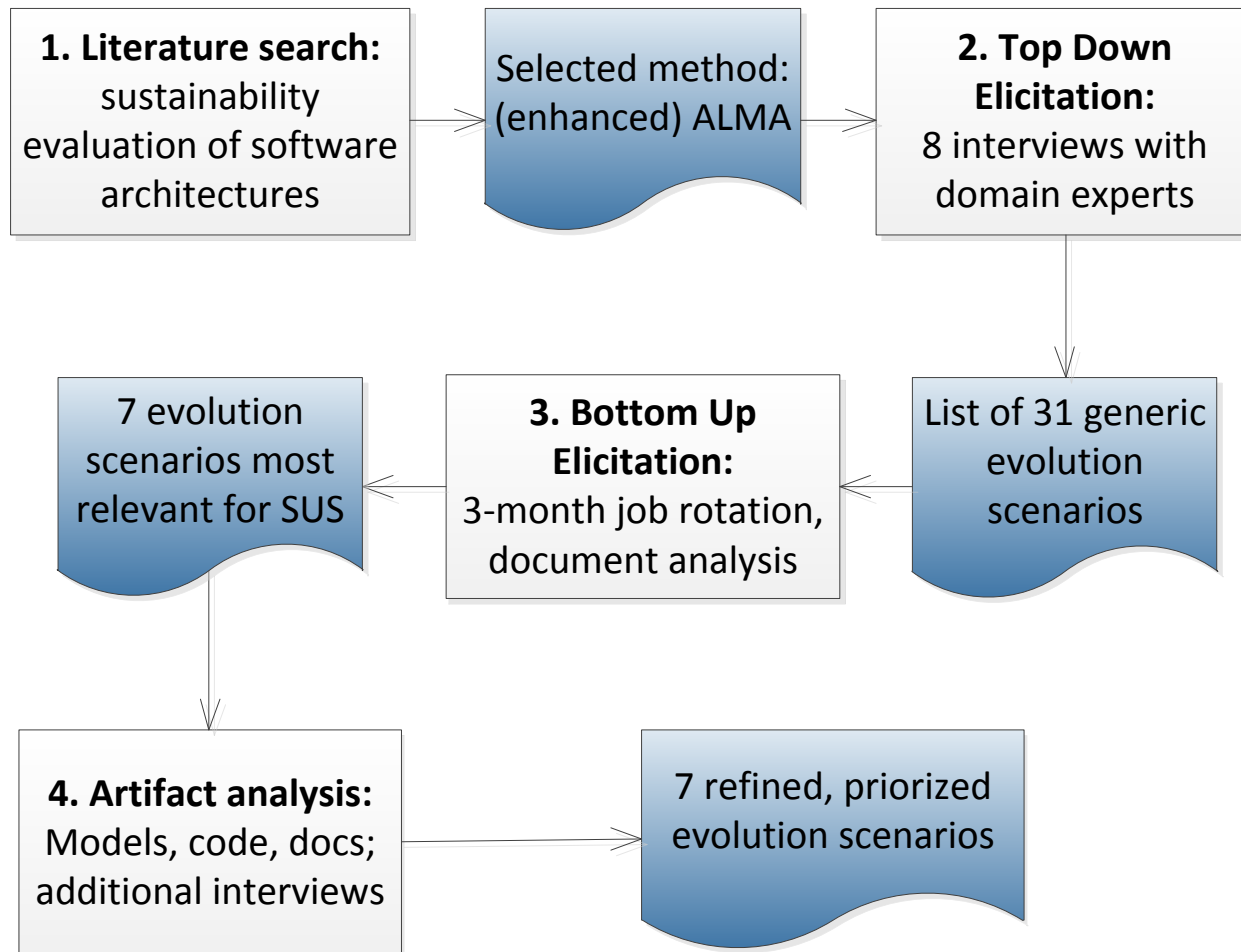 1. Literature search:
sustainability
evaluation of software
architectures
Selected method:
(enhanced) ALMA
2. Top Down
Elicitation:
8 interviews with
domain experts
List of 31 generic
evolution
scenarios
3. Bottom Up
Elicitation:
3-month job rotation,
document analysis
7 evolution
scenarios most
relevant for SUS
4. Artifact analysis:
Models, code, docs;
additional interviews
7 refined, priorized
evolution scenarios